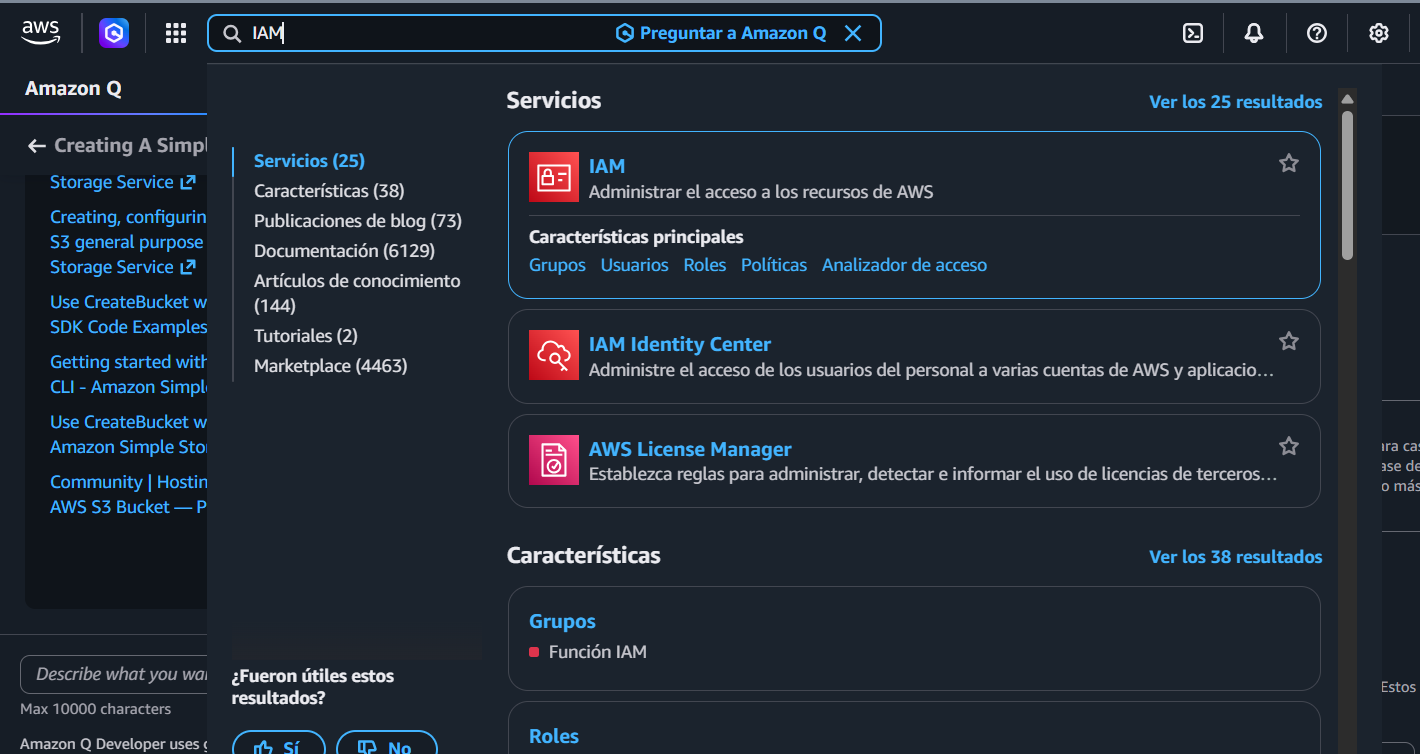 aws
IAM
Preguntar a Amazon Q
Amazon Q
Creating A Simpl
Storage Service
Creating, configurin
S3 general purpose
Storage Service
Use CreateBucket w
SDK Code Examples
Getting started with
CLI - Amazon Simpl
Use CreateBucket w
Amazon Simple Sto
Community | Hostin
AWS S3 Bucket — P
Describe what you wa
Max 10000 characters
Amazon Q Developer uses g
Servicios (25)
Características (38)
Publicaciones de blog (73)
Documentación (6129)
Artículos de conocimiento
(144)
Tutoriales (2)
Marketplace (4463)
¿Fueron útiles estos
resultados?
Sí
No
Servicios
Ver los 25 resultados
IAM
Administrar el acceso a los recursos de AWS
Características principales
Grupos Usuarios Roles Políticas Analizador de acceso
IAM Identity Center
Administre el acceso de los usuarios del personal a varias cuentas de AWS y aplicacio...
AWS License Manager
Establezca reglas para administrar, detectar e informar el uso de licencias de terceros...
Características
Ver los 38 resultados
Grupos
Función IAM
Roles
ara cas
ase de
o más
Estos